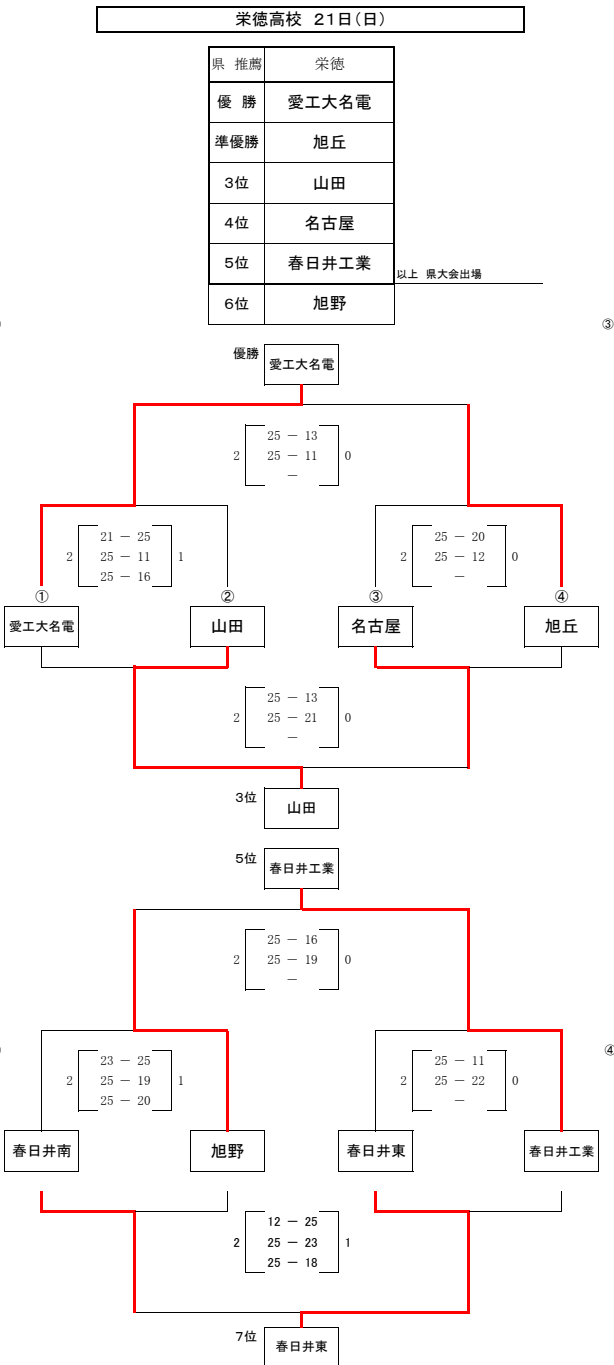 栄徳高校 21日(日)
県 推薦 栄徳
優 勝 愛工大名電
準優勝 旭丘
3位 山田
4位 名古屋
5位 春日井工業
以上 県大会出場
6位 旭野
③
優勝 愛工大名電
25 － 13
2 25 － 11 0
－
21 － 25 25 － 20
2 25 － 11 1 2 25 － 12 0
25 － 16 －
① ② ③ ④
愛工大名電 山田 名古屋 旭丘
25 － 13
2 25 － 21 0
－
3位 山田
5位 春日井工業
25 － 16
2 25 － 19 0
－
④
23 － 25 25 － 11
2 25 － 19 1 2 25 － 22 0
25 － 20 －
春日井南 旭野 春日井東 春日井工業
12 － 25
2 25 － 23 1
25 － 18
7位 春日井東